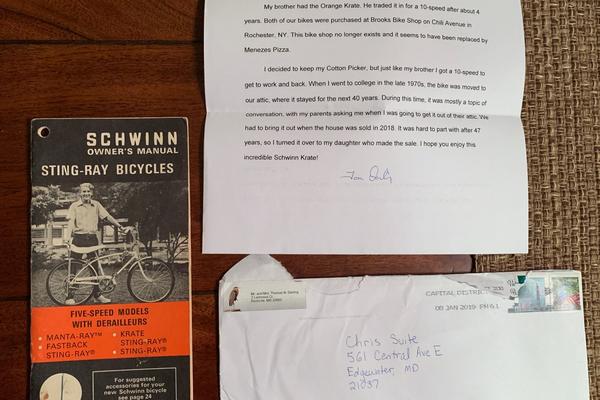 My brother had the Orange Krate. He traded it in for a 10-speed after about 4
years. Both of our bikes were purchased at Brooks Bike Shop on Chili Avenue in
Rochester, NY. This bike shop no longer exists and it seems to have been replaced by
Menezes Pizza.
I decided to keep my Cotton Picker, but just like my brother I got a 10-speed to
get to work and back. When I went to college in the late 1970s, the bike was moved to
our attic, where it stayed for the next 40 years. During this time, it was mostly a topic of
conversation, with my parents asking me when I was going to get it out of their attic. We
had to bring it out when the house was sold in 2018. It was hard to part with after 47
years, so I turned it over to my daughter who made the sale. I hope you enjoy this
incredible Schwinn Krate!
SCHWINN
OWNER'S MANUAL
STING-RAY BICYCLES
FIVE-SPEED MODELS
WITH DERAILLEURS
• MANTA-RAY™ • KRATE
• FASTBACK STING-RAY®
STING-RAY® • STING-RAY®
For suggested
accessories for your
new Schwinn bicycle
see page 24
Mr. and Mrs. Thomas
CAPITAL DISTRICT
08 JAN 2019 PM 6 L
Chris Suite
561 Central Ave E
Edgewater, MD
21037